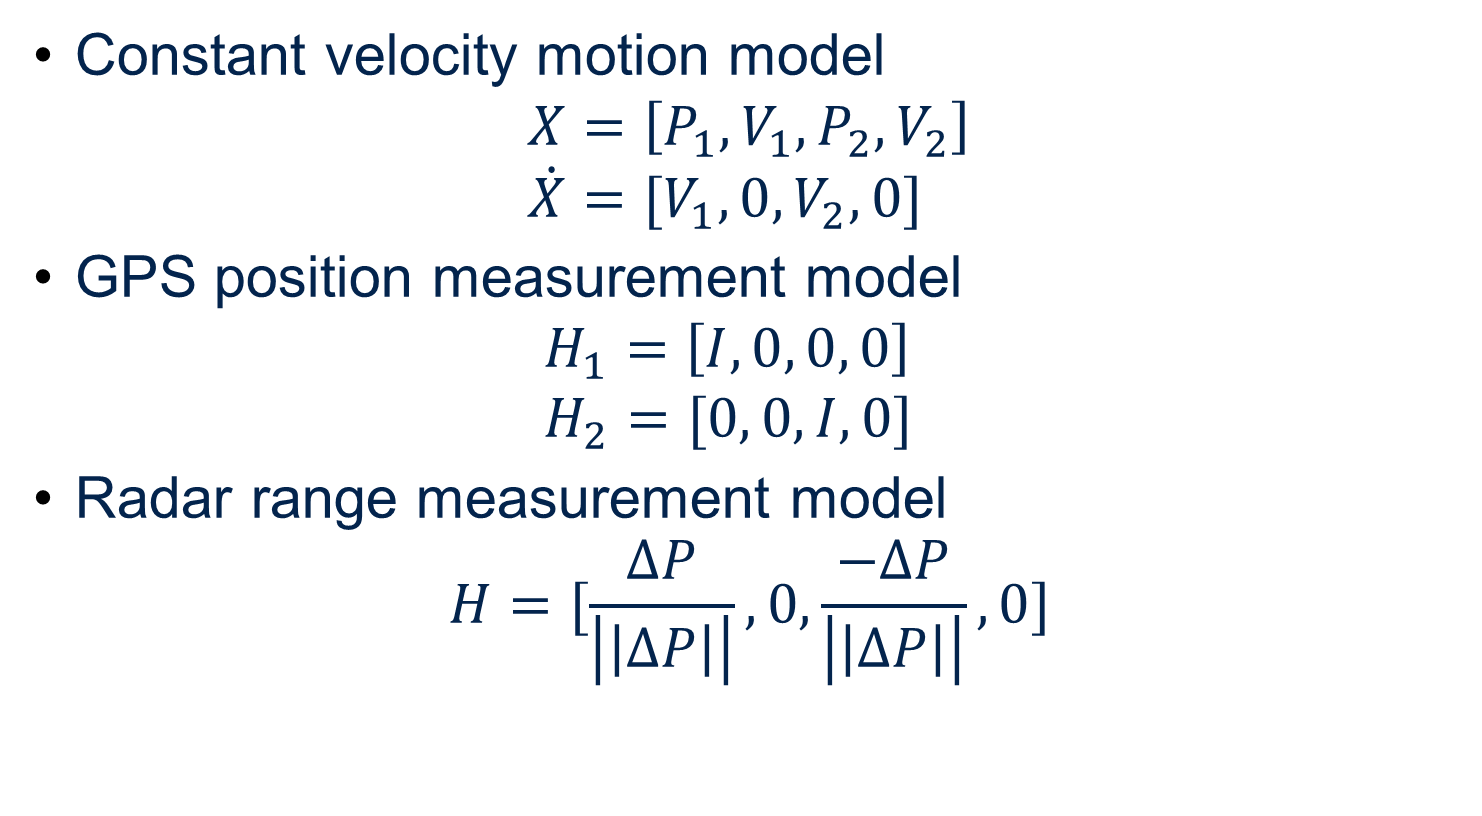 • Constant velocity motion model
X = [P₁, V₁, P₂, V₂]
Ẋ = [V₁, 0, V₂, 0]
• GPS position measurement model
H₁ = [I, 0, 0, 0]
H₂ = [0, 0, I, 0]
• Radar range measurement model
H = [ΔP/||ΔP||, 0, −ΔP/||ΔP||, 0]